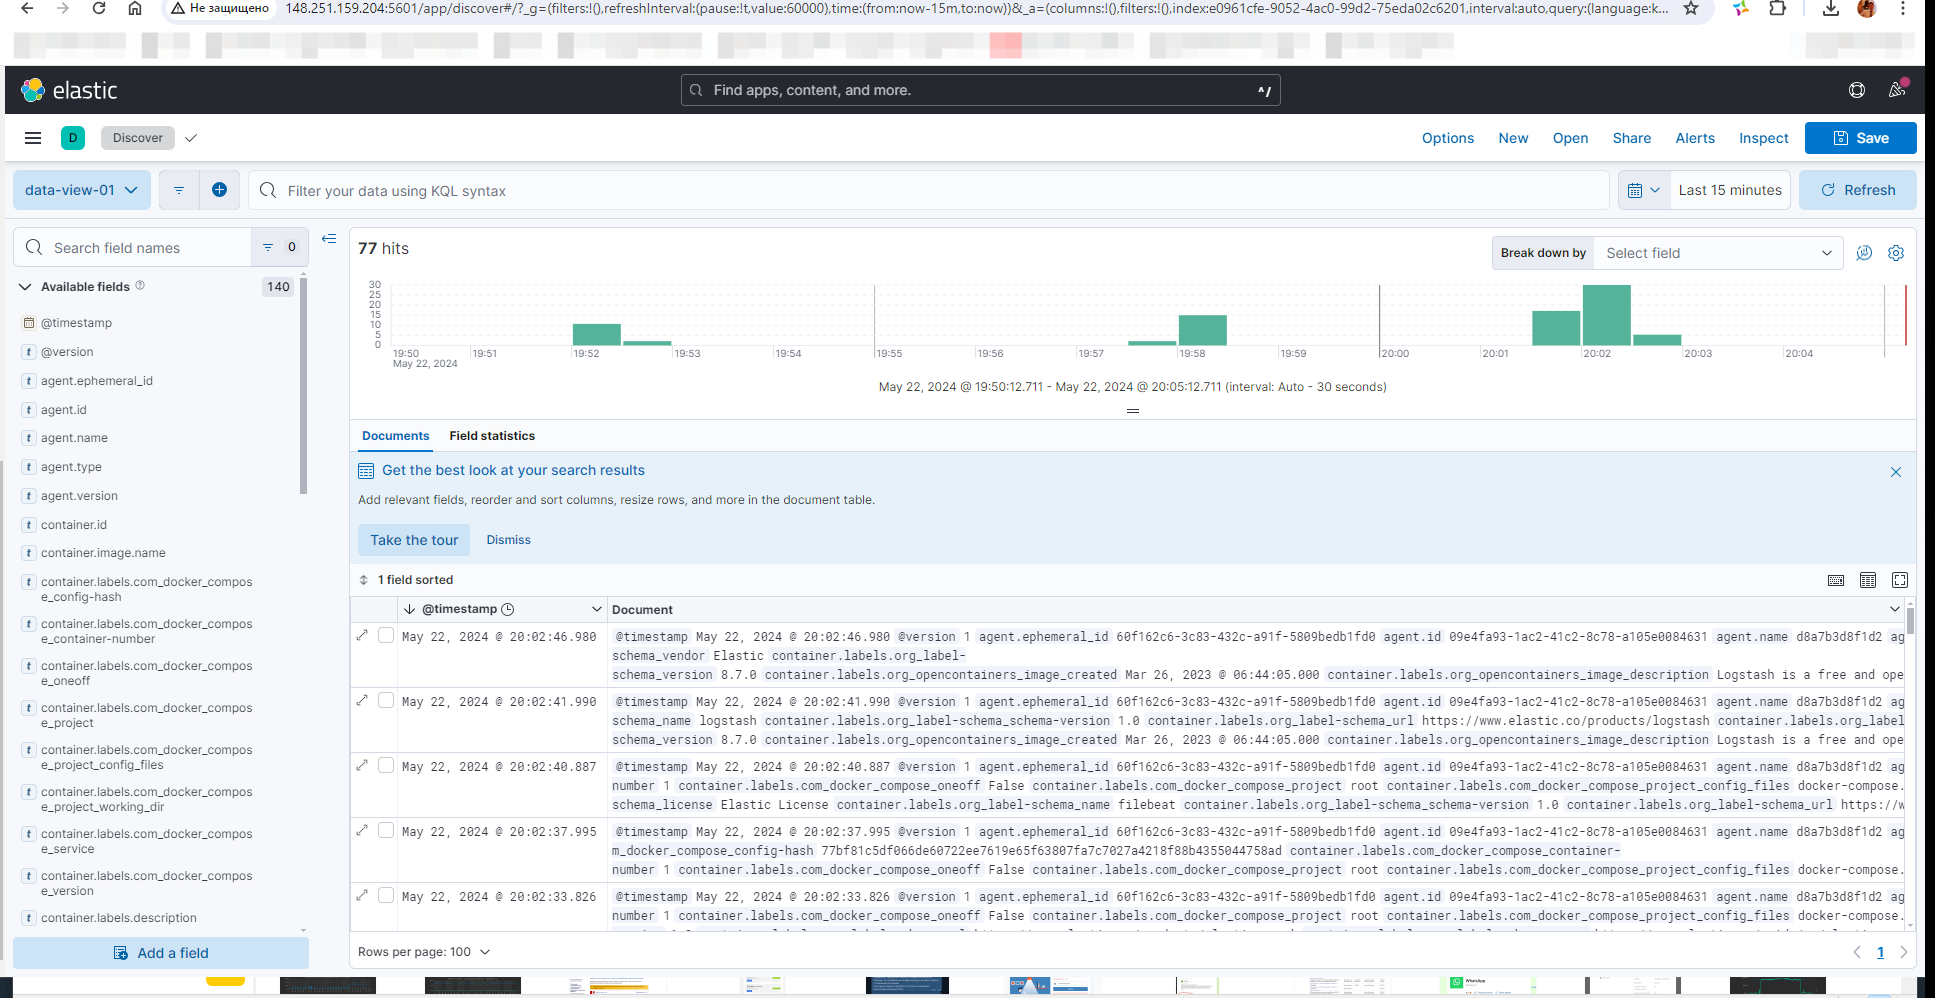 Не защищено
148.251.159.204:5601/app/discover#/?_g=(filters:!(),refreshInterval:(pause:!t,value:60000),time:(from:now-15m,to:now))&_a=(columns:!(),filters:!(),index:e0961cfe-9052-4ac0-99d2-75eda02c6201,interval:auto,query:(language:k...
elastic
Find apps, content, and more.
^/
D
Discover
Options
New
Open
Share
Alerts
Inspect
Save
data-view-01
Filter your data using KQL syntax
Last 15 minutes
Refresh
Search field names
0
Available fields
140
@timestamp
@version
agent.ephemeral_id
agent.id
agent.name
agent.type
agent.version
container.id
container.image.name
container.labels.com_docker_compos
e_config-hash
container.labels.com_docker_compos
e_container-number
container.labels.com_docker_compos
e_oneoff
container.labels.com_docker_compos
e_project
container.labels.com_docker_compos
e_project_config_files
container.labels.com_docker_compos
e_project_working_dir
container.labels.com_docker_compos
e_service
container.labels.com_docker_compos
e_version
container.labels.description
Add a field
77 hits
Break down by
Select field
30
25
20
15
10
5
0
19:50
19:51
19:52
19:53
19:54
19:55
19:56
19:57
19:58
19:59
20:00
20:01
20:02
20:03
20:04
May 22, 2024
May 22, 2024 @ 19:50:12.711 - May 22, 2024 @ 20:05:12.711 (interval: Auto - 30 seconds)
Documents
Field statistics
Get the best look at your search results
Add relevant fields, reorder and sort columns, resize rows, and more in the document table.
Take the tour
Dismiss
1 field sorted
@timestamp
Document
May 22, 2024 @ 20:02:46.980
@timestamp May 22, 2024 @ 20:02:46.980 @version 1 agent.ephemeral_id 60f162c6-3c83-432c-a91f-5809bedb1fd0 agent.id 09e4fa93-1ac2-41c2-8c78-a105e0084631 agent.name d8a7b3d8f1d2 ag
schema_vendor Elastic container.labels.org_label-
schema_version 8.7.0 container.labels.org_opencontainers_image_created Mar 26, 2023 @ 06:44:05.000 container.labels.org_opencontainers_image_description Logstash is a free and ope
May 22, 2024 @ 20:02:41.990
@timestamp May 22, 2024 @ 20:02:41.990 @version 1 agent.ephemeral_id 60f162c6-3c83-432c-a91f-5809bedb1fd0 agent.id 09e4fa93-1ac2-41c2-8c78-a105e0084631 agent.name d8a7b3d8f1d2 ag
schema_name logstash container.labels.org_label-schema_schema-version 1.0 container.labels.org_label-schema_url https://www.elastic.co/products/logstash container.labels.org_label
schema_version 8.7.0 container.labels.org_opencontainers_image_created Mar 26, 2023 @ 06:44:05.000 container.labels.org_opencontainers_image_description Logstash is a free and ope
May 22, 2024 @ 20:02:40.887
@timestamp May 22, 2024 @ 20:02:40.887 @version 1 agent.ephemeral_id 60f162c6-3c83-432c-a91f-5809bedb1fd0 agent.id 09e4fa93-1ac2-41c2-8c78-a105e0084631 agent.name d8a7b3d8f1d2 ag
number 1 container.labels.com_docker_compose_oneoff False container.labels.com_docker_compose_project root container.labels.com_docker_compose_project_config_files docker-compose.
schema_license Elastic License container.labels.org_label-schema_name filebeat container.labels.org_label-schema_schema-version 1.0 container.labels.org_label-schema_url https://w
May 22, 2024 @ 20:02:37.995
@timestamp May 22, 2024 @ 20:02:37.995 @version 1 agent.ephemeral_id 60f162c6-3c83-432c-a91f-5809bedb1fd0 agent.id 09e4fa93-1ac2-41c2-8c78-a105e0084631 agent.name d8a7b3d8f1d2 ag
m_docker_compose_config-hash 77bf81c5df066de60722ee7619e65f63807fa7c7027a4218f88b4355044758ad container.labels.com_docker_compose_container-
number 1 container.labels.com_docker_compose_oneoff False container.labels.com_docker_compose_project root container.labels.com_docker_compose_project_config_files docker-compose.
May 22, 2024 @ 20:02:33.826
@timestamp May 22, 2024 @ 20:02:33.826 @version 1 agent.ephemeral_id 60f162c6-3c83-432c-a91f-5809bedb1fd0 agent.id 09e4fa93-1ac2-41c2-8c78-a105e0084631 agent.name d8a7b3d8f1d2 ag
number 1 container.labels.com_docker_compose_oneoff False container.labels.com_docker_compose_project root container.labels.com_docker_compose_project_config_files docker-compose.
Rows per page: 100
1
WhatsApp